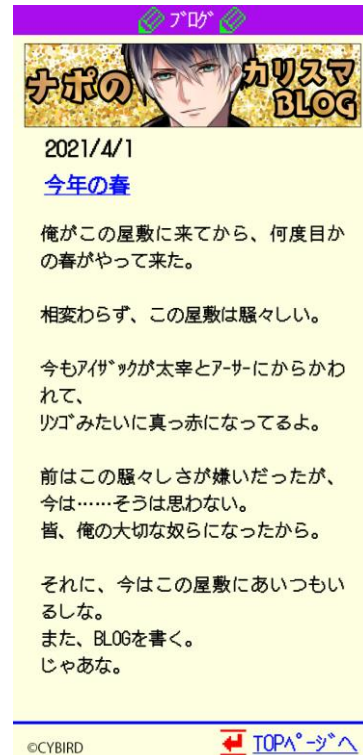 ﾌﾞﾛｸﾞ
ナポの
カリスマ
BLOG
2021/4/1
今年の春
俺がこの屋敷に来てから、何度目か
の春がやって来た。
相変わらず、この屋敷は騒々しい。
今もｱｲｻﾞｯｸが太宰とｱｰｻｰにからかわ
れて、
ﾘﾝｺﾞみたいに真っ赤になってるよ。
前はこの騒々しさが嫌いだったが、
今は……そうは思わない。
皆、俺の大切な奴らになったから。
それに、今はこの屋敷にあいつもい
るしな。
また、BLOGを書く。
じゃあな。
©CYBIRD
TOPﾍﾟｰｼﾞへ